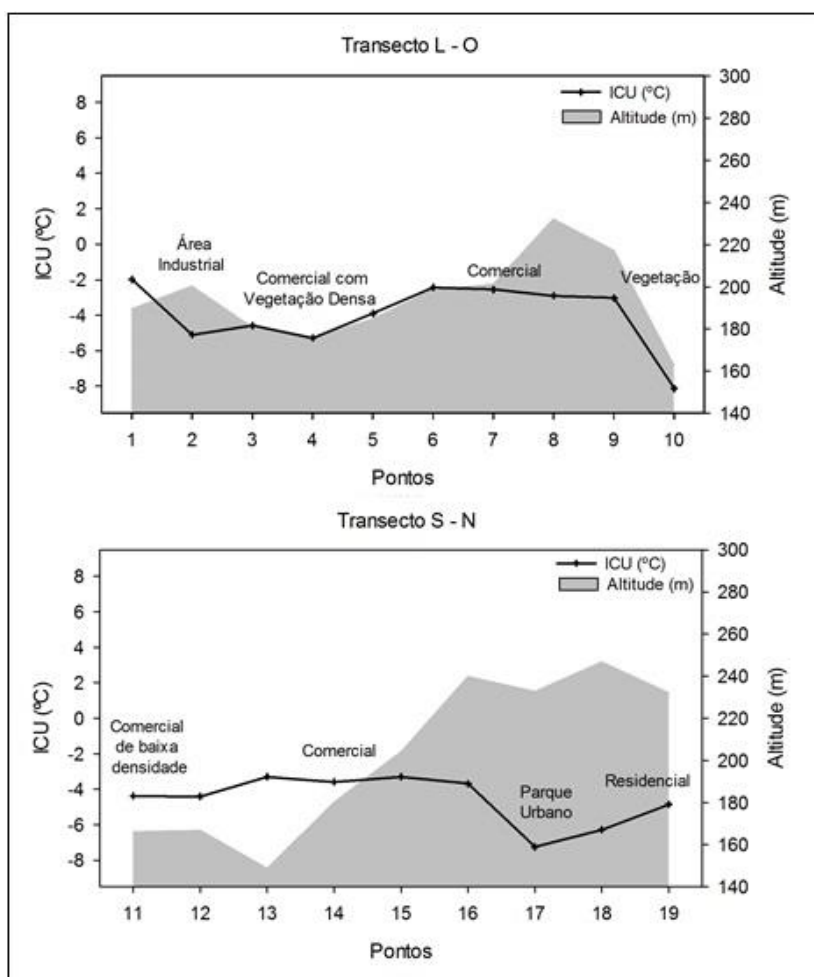 Transecto L - O
ICU (ºC)
Altitude (m)
8
6
4
2
0
-2
-4
-6
-8
ICU (ºC)
300
280
260
240
220
200
180
160
140
Altitude (m)
Área
Industrial
Comercial com
Vegetação Densa
Comercial
Vegetação
1 2 3 4 5 6 7 8 9 10
Pontos
Transecto S - N
ICU (ºC)
Altitude (m)
8
6
4
2
0
-2
-4
-6
-8
ICU (ºC)
300
280
260
240
220
200
180
160
140
Altitude (m)
Comercial
de baixa
densidade
Comercial
Parque
Urbano
Residencial
11 12 13 14 15 16 17 18 19
Pontos